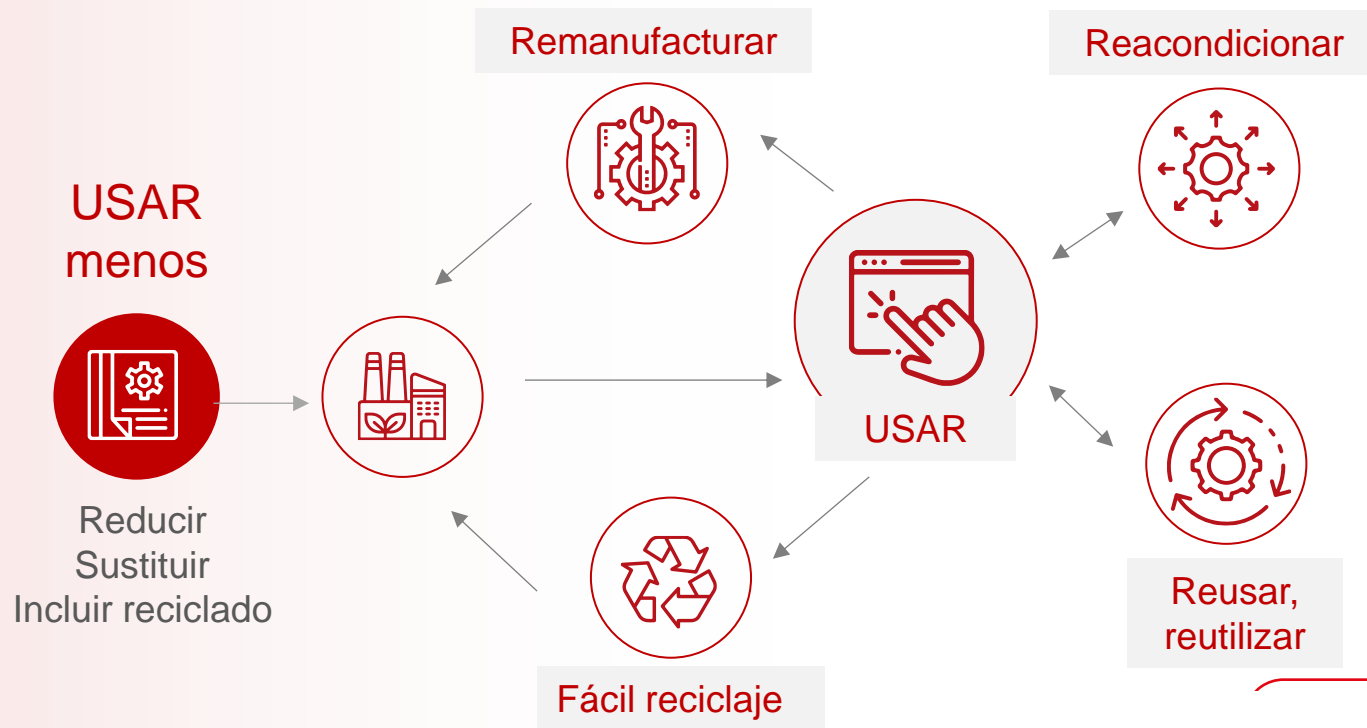 Remanufacturar
Reacondicionar
USAR
menos
USAR
Reducir
Sustituir
Incluir reciclado
Reusar,
reutilizar
Fácil reciclaje